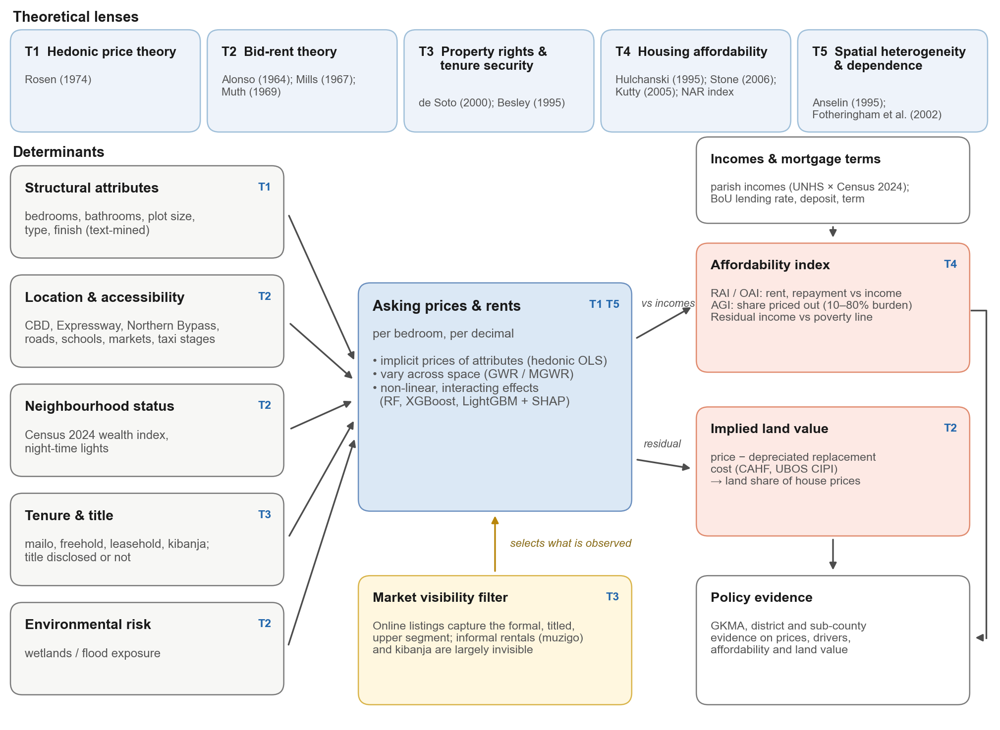 Theoretical lenses
T1 Hedonic price theory
Rosen (1974)
T2 Bid-rent theory
Alonso (1964); Mills (1967);
Muth (1969)
T3 Property rights &
tenure security
de Soto (2000); Besley (1995)
T4 Housing affordability
Hulchanski (1995); Stone (2006);
Kutty (2005); NAR index
T5 Spatial heterogeneity
& dependence
Anselin (1995);
Fotheringham et al. (2002)
Determinants
Structural attributes T1
bedrooms, bathrooms, plot size,
type, finish (text-mined)
Location & accessibility T2
CBD, Expressway, Northern Bypass,
roads, schools, markets, taxi stages
Neighbourhood status T2
Census 2024 wealth index,
night-time lights
Tenure & title T3
mailo, freehold, leasehold, kibanja;
title disclosed or not
Environmental risk T2
wetlands / flood exposure
Asking prices & rents T1 T5
per bedroom, per decimal
• implicit prices of attributes (hedonic OLS)
• vary across space (GWR / MGWR)
• non-linear, interacting effects
(RF, XGBoost, LightGBM + SHAP)
selects what is observed
Market visibility filter T3
Online listings capture the formal, titled,
upper segment; informal rentals (muzigo)
and kibanja are largely invisible
vs incomes
residual
Incomes & mortgage terms
parish incomes (UNHS × Census 2024);
BoU lending rate, deposit, term
Affordability index T4
RAI / OAI: rent, repayment vs income
AGI: share priced out (10–80% burden)
Residual income vs poverty line
Implied land value T2
price − depreciated replacement
cost (CAHF, UBOS CIPI)
→ land share of house prices
Policy evidence
GKMA, district and sub-county
evidence on prices, drivers,
affordability and land value